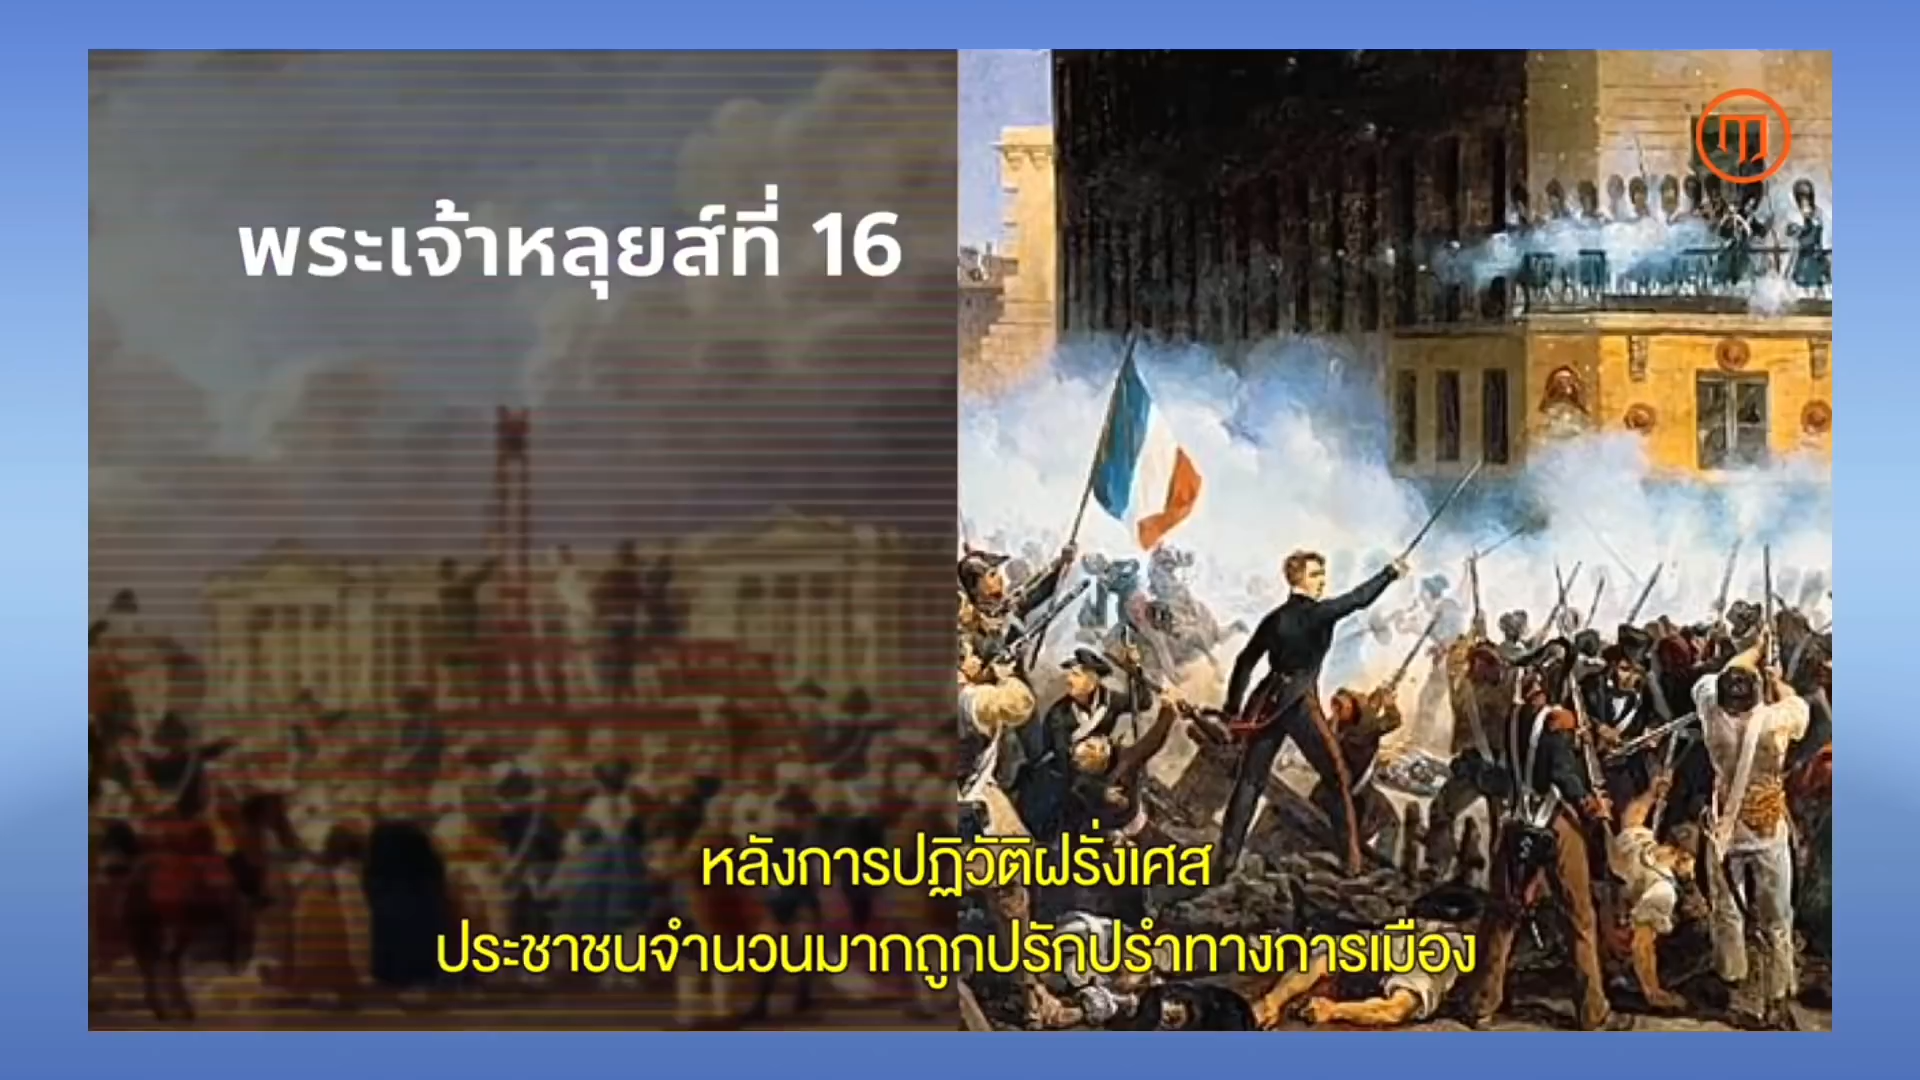 พระเจ้าหลุยส์ที่ 16
หลังการปฏิวัติฝรั่งเศส
ประชาชนจำนวนมากถูกปรักปรำทางการเมือง